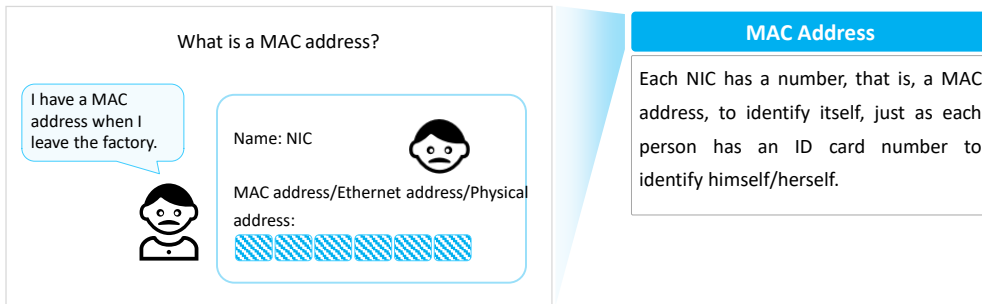 What is a MAC address?
I have a MAC
address when I
leave the factory.
Name: NIC
MAC address/Ethernet address/Physical
address:
MAC Address
Each NIC has a number, that is, a MAC
address, to identify itself, just as each
person has an ID card number to
identify himself/herself.